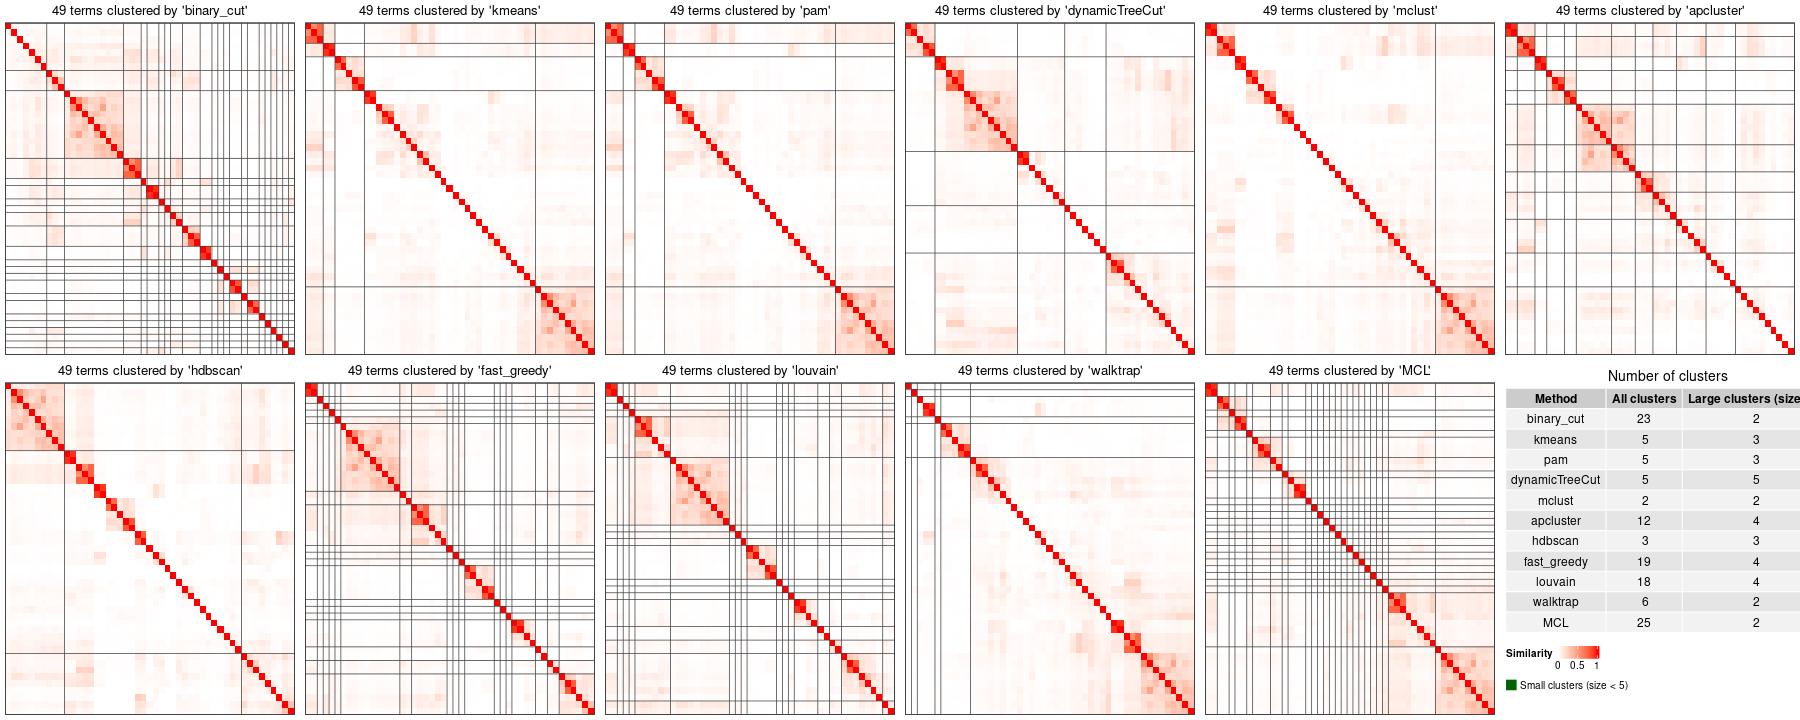 49 terms clustered by 'binary_cut'
49 terms clustered by 'kmeans'
49 terms clustered by 'pam'
49 terms clustered by 'dynamicTreeCut'
49 terms clustered by 'mclust'
49 terms clustered by 'apcluster'
49 terms clustered by 'hdbscan'
49 terms clustered by 'fast_greedy'
49 terms clustered by 'louvain'
49 terms clustered by 'walktrap'
49 terms clustered by 'MCL'
Number of clusters
Method All clusters Large clusters (size
binary_cut 23 2
kmeans 5 3
pam 5 3
dynamicTreeCut 5 5
mclust 2 2
apcluster 12 4
hdbscan 3 3
fast_greedy 19 4
louvain 18 4
walktrap 6 2
MCL 25 2
Similarity
0 0.5 1
Small clusters (size < 5)